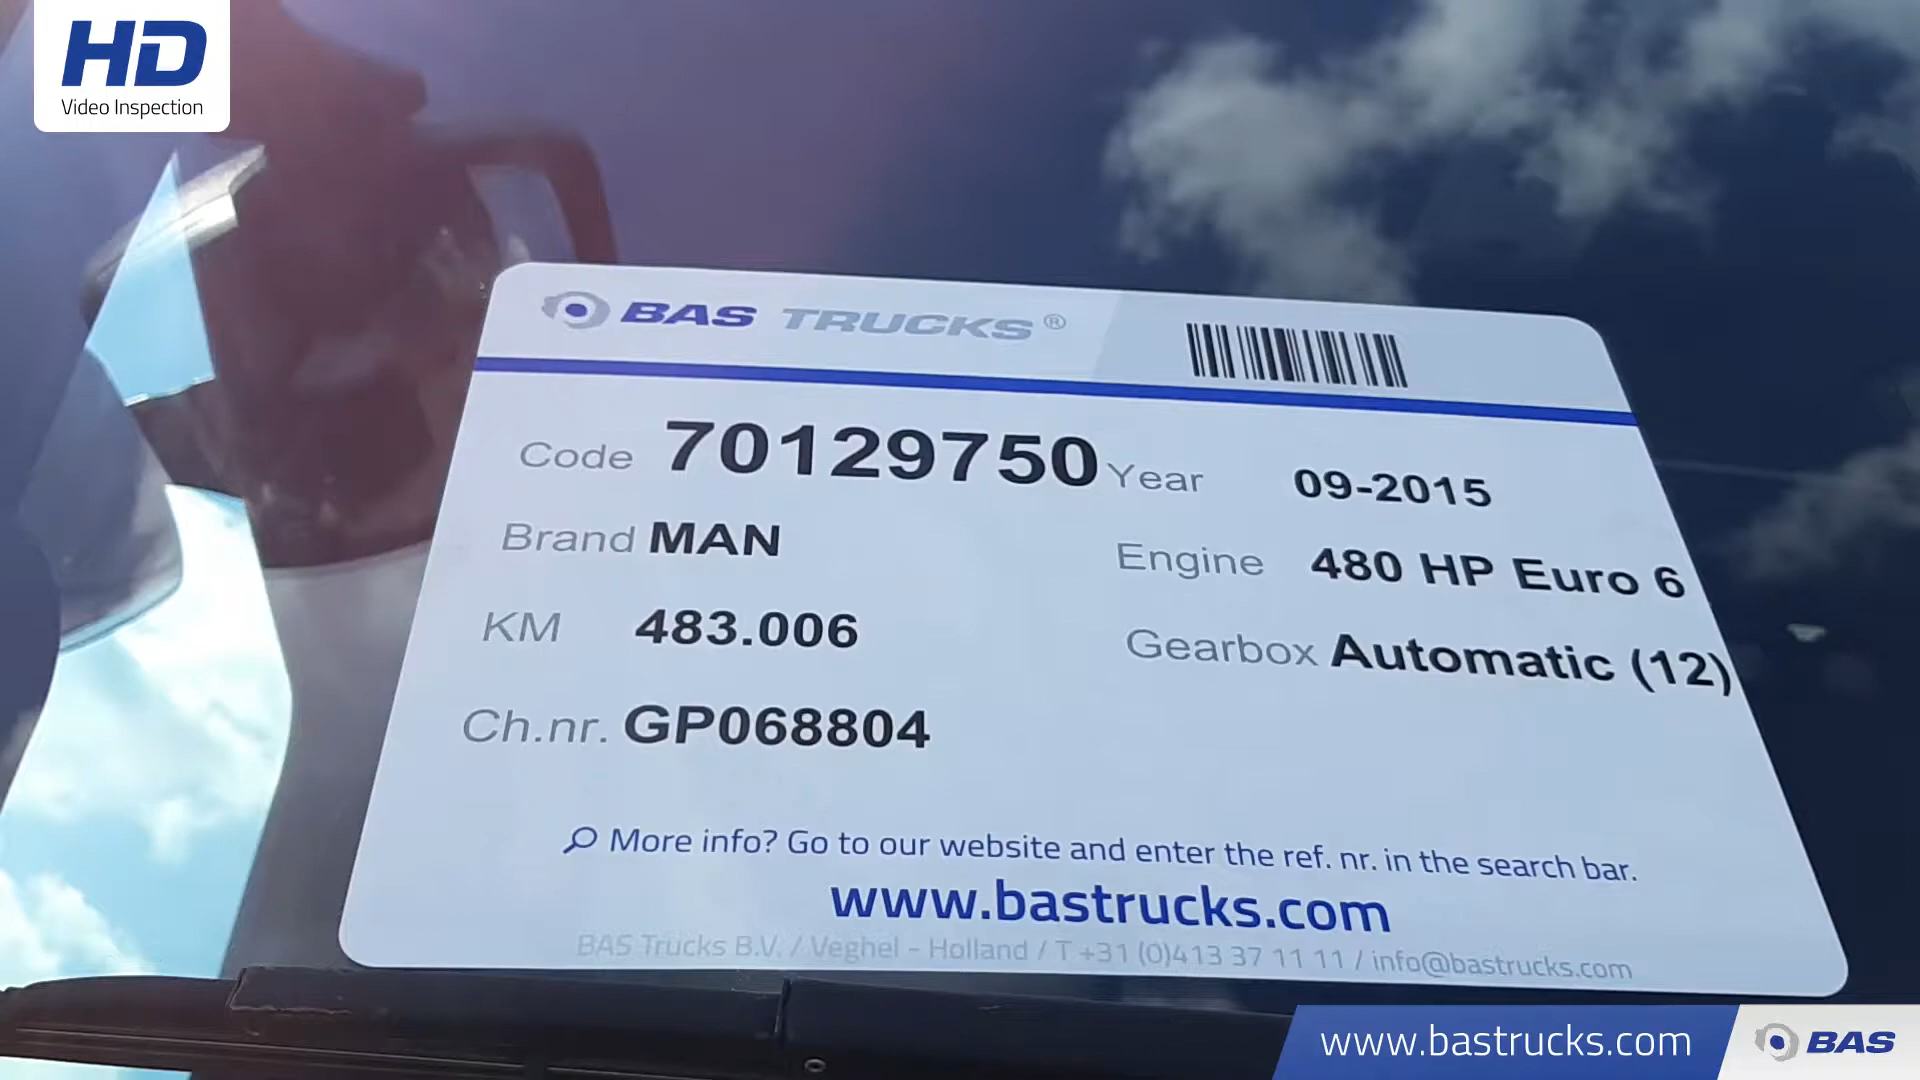 HD
Video Inspection
BAS TRUCKS®
Code 70129750 Year 09-2015
Brand MAN Engine 480 HP Euro 6
KM 483.006 Gearbox Automatic (12)
Ch.nr. GP068804
More info? Go to our website and enter the ref. nr. in the search bar.
www.bastrucks.com
BAS Trucks B.V. / Veghel - Holland / T +31 (0)413 37 11 11 / info@bastrucks.com
www.bastrucks.com BAS